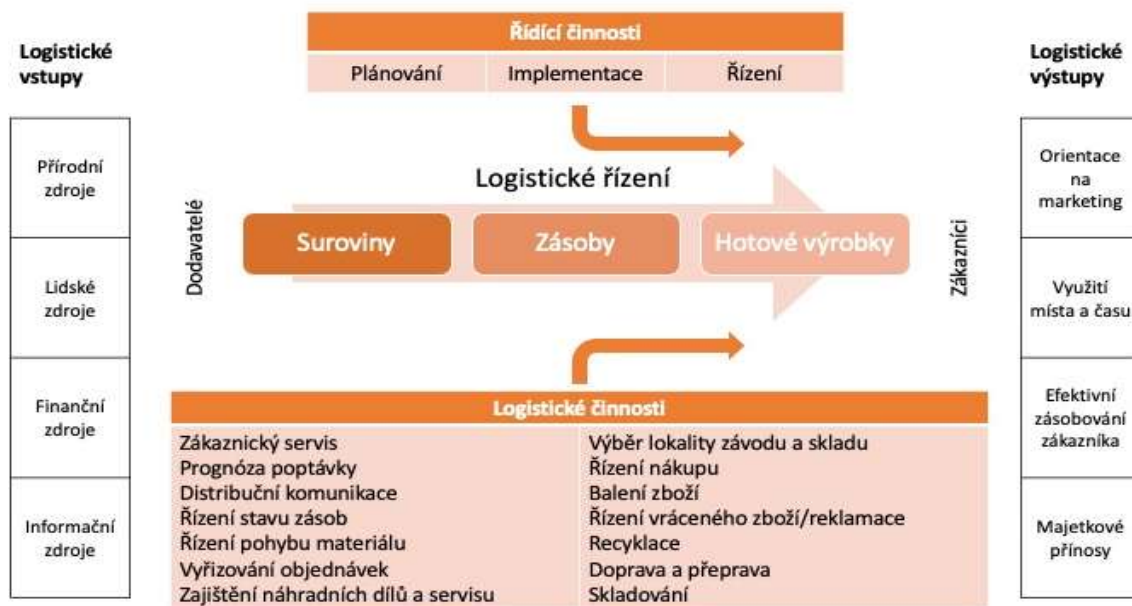 Logistické
vstupy
Přírodní
zdroje
Lidské
zdroje
Finanční
zdroje
Informační
zdroje
Řídící činnosti
Plánování Implementace Řízení
Logistické řízení
Dodavatelé
Suroviny Zásoby Hotové výrobky
Zákazníci
Logistické činnosti
Zákaznický servis
Prognóza poptávky
Distribuční komunikace
Řízení stavu zásob
Řízení pohybu materiálu
Vyřizování objednávek
Zajištění náhradních dílů a servisu
Výběr lokality závodu a skladu
Řízení nákupu
Balení zboží
Řízení vráceného zboží/reklamace
Recyklace
Doprava a přeprava
Skladování
Logistické
výstupy
Orientace
na
marketing
Využití
místa a času
Efektivní
zásobování
zákazníka
Majetkové
přínosy